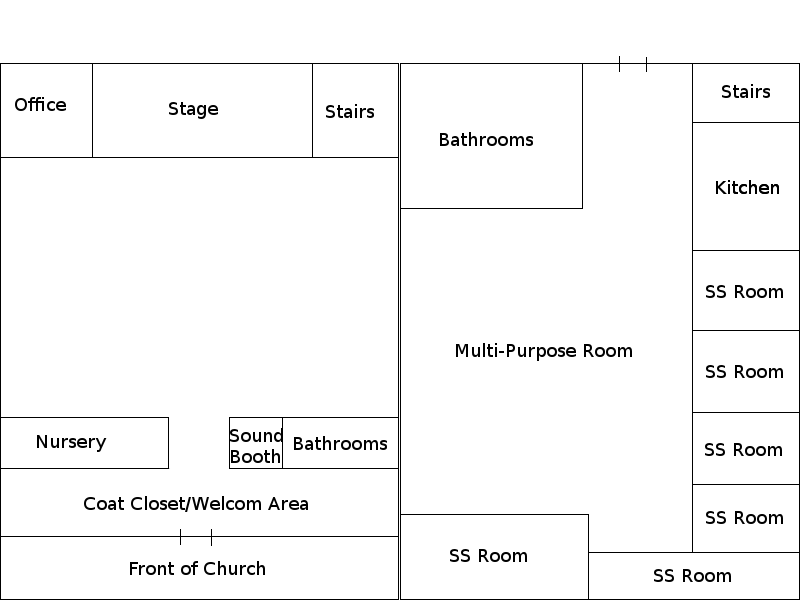 Office
Stage
Stairs
Nursery
Sound
Booth
Bathrooms
Coat Closet/Welcom Area
Front of Church
Bathrooms
Stairs
Kitchen
SS Room
SS Room
Multi-Purpose Room
SS Room
SS Room
SS Room
SS Room